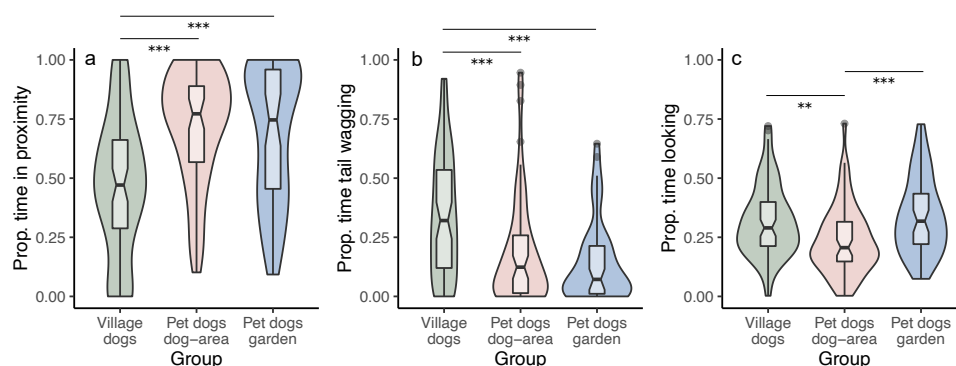 ***
***
a
1.00
0.75
0.50
0.25
0.00
Prop. time in proximity
Village
dogs
Pet dogs
dog−area
Pet dogs
garden
Group
***
***
b
1.00
0.75
0.50
0.25
0.00
Prop. time tail wagging
Village
dogs
Pet dogs
dog−area
Pet dogs
garden
Group
***
**
c
1.00
0.75
0.50
0.25
0.00
Prop. time looking
Village
dogs
Pet dogs
dog−area
Pet dogs
garden
Group